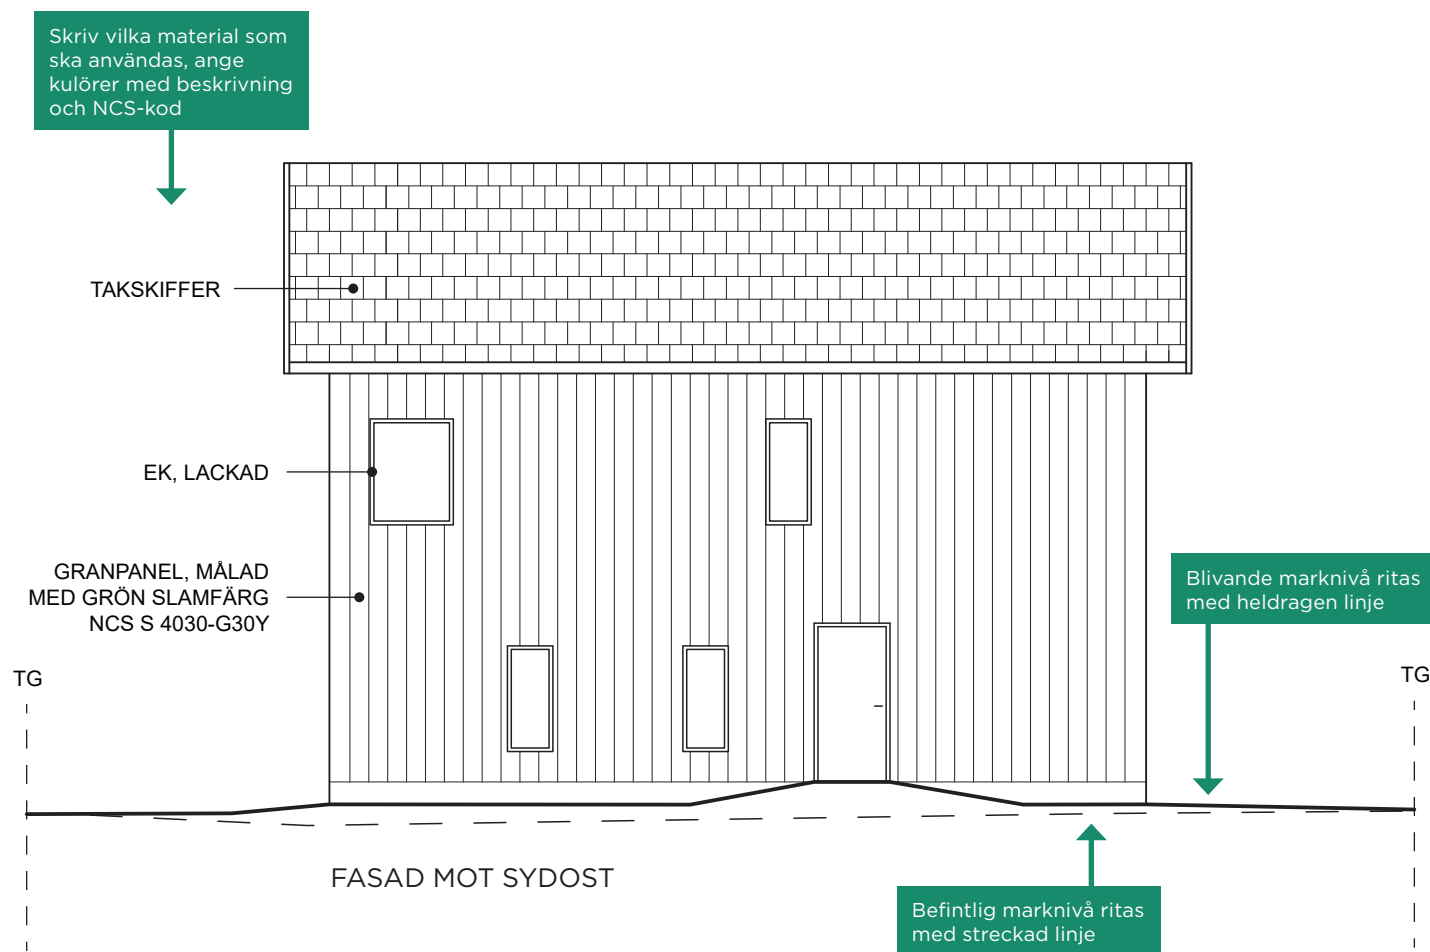 Skriv vilka material som
ska användas, ange
kulörer med beskrivning
och NCS-kod
TAKSKIFFER
EK, LACKAD
GRANPANEL, MÅLAD
MED GRÖN SLAMFÄRG
NCS S 4030-G30Y
Blivande marknivå ritas
med heldragen linje
TG
TG
FASAD MOT SYDOST
Befintlig marknivå ritas
med streckad linje